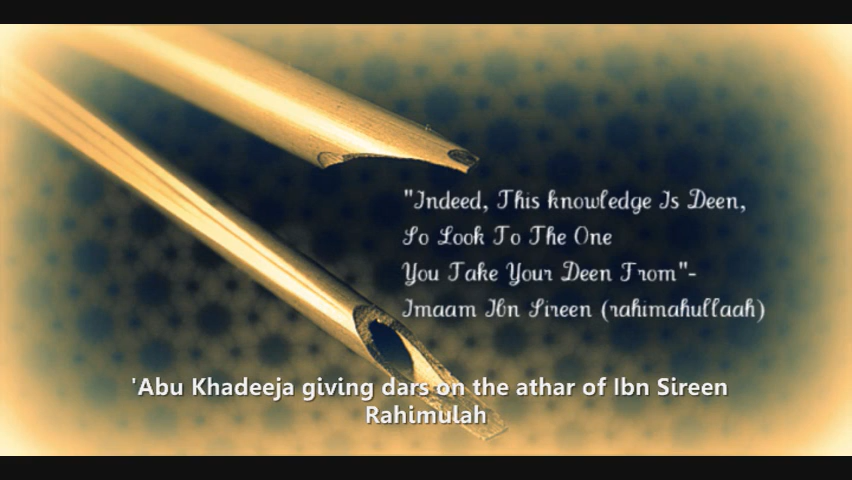 "Indeed, This knowledge Is Deen,
So Look To The One
You Take Your Deen From"-
Imaam Ibn Sireen (rahimahullaah)
'Abu Khadeeja giving dars on the athar of Ibn Sireen
Rahimulah